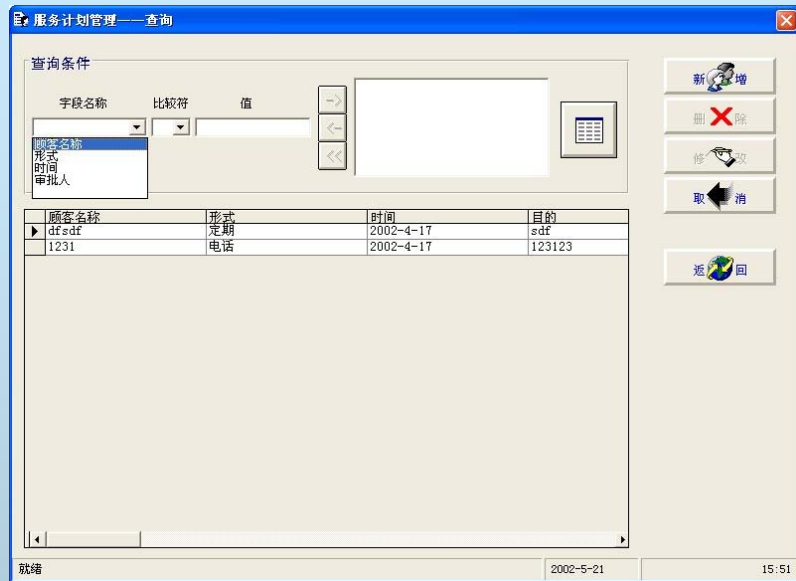 服务计划管理——查询
查询条件
字段名称 比较符 值
->
<-
<<
顾客名称
形式
时间
审批人
新增
删除
修改
取消
返回
顾客名称 形式 时间 目的
dfsdf 定期 2002-4-17 sdf
1231 电话 2002-4-17 123123
就绪 2002-5-21 15:51